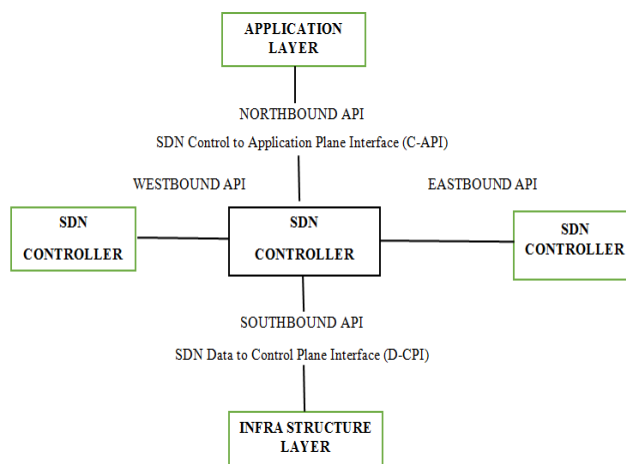 APPLICATION
LAYER
NORTHBOUND API
SDN Control to Application Plane Interface (C-API)
WESTBOUND API
EASTBOUND API
SDN
CONTROLLER
SDN
CONTROLLER
SDN
CONTROLLER
SOUTHBOUND API
SDN Data to Control Plane Interface (D-CPI)
INFRA STRUCTURE
LAYER